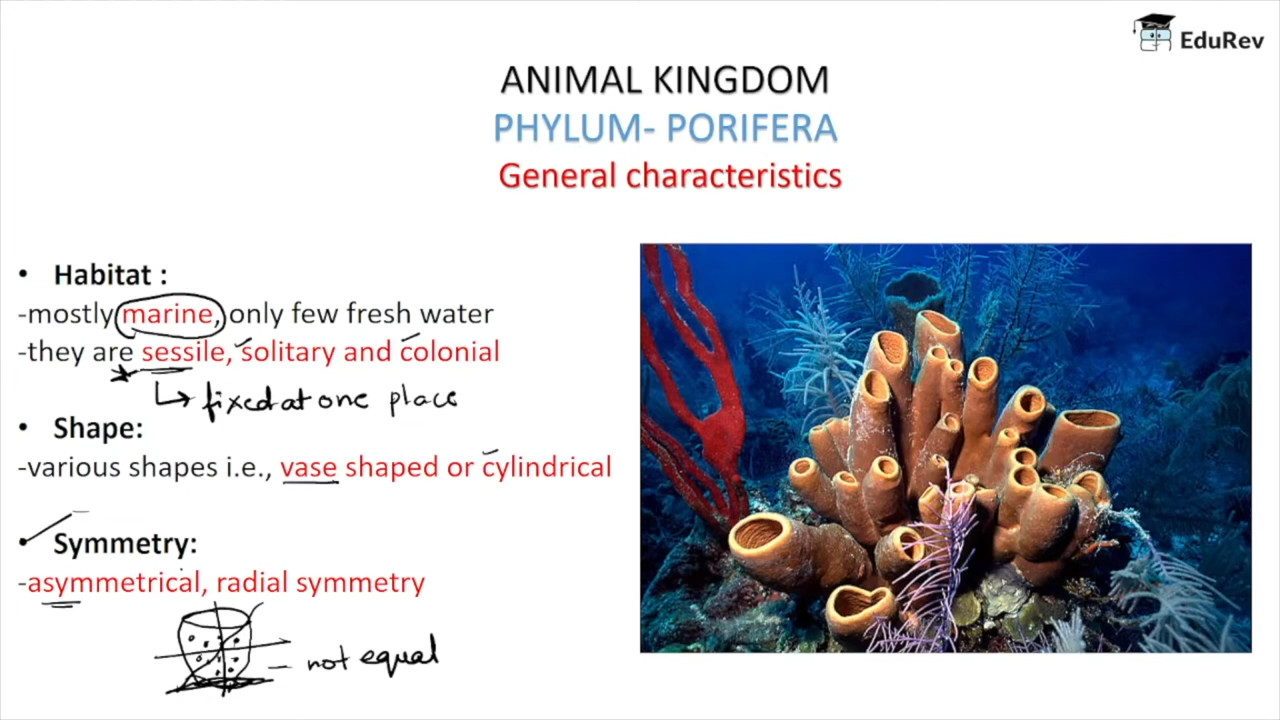 EduRev
ANIMAL KINGDOM
PHYLUM- PORIFERA
General characteristics
• Habitat :
-mostly marine, only few fresh water
-they are sessile, solitary and colonial
↳ fixed at one place
• Shape:
-various shapes i.e., vase shaped or cylindrical
• Symmetry:
-asymmetrical, radial symmetry
– not equal